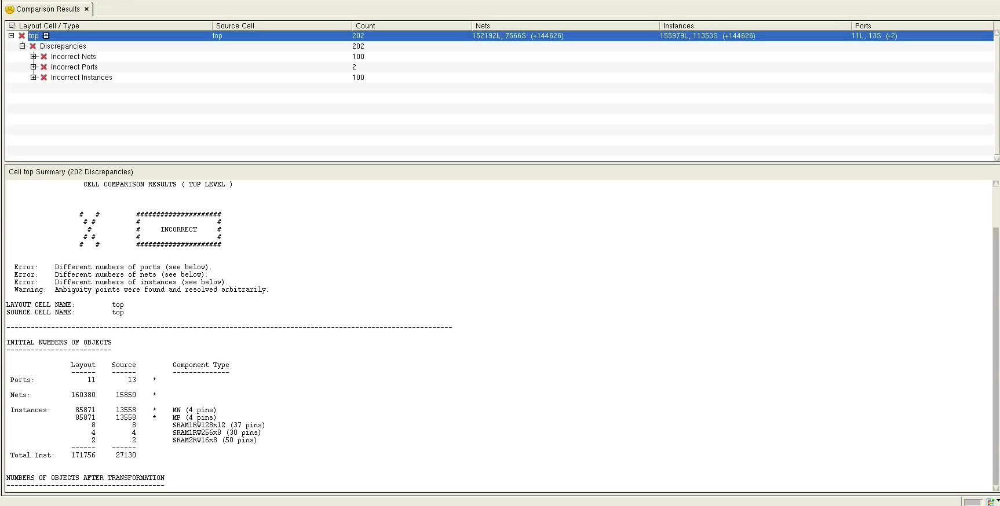 Comparison Results ×
Layout Cell / Type Source Cell Count Nets Instances Ports
top top 202 152192L, 7566S (+144626) 155979L, 11353S (+144626) 11L, 13S (-2)
Discrepancies 202
Incorrect Nets 100
Incorrect Ports 2
Incorrect Instances 100
Cell top Summary (202 Discrepancies)
CELL COMPARISON RESULTS ( TOP LEVEL )
# # #####################
# # # #
# # INCORRECT #
# # # #
# # #####################
Error: Different numbers of ports (see below).
Error: Different numbers of nets (see below).
Error: Different numbers of instances (see below).
Warning: Ambiguity points were found and resolved arbitrarily.
LAYOUT CELL NAME: top
SOURCE CELL NAME: top
--------------------------------------------------------------------------------------------------------------
INITIAL NUMBERS OF OBJECTS
--------------------------
Layout Source Component Type
------ ------ --------------
Ports: 11 13 *
Nets: 160380 15850 *
Instances: 85871 13558 * MN (4 pins)
85871 13558 * MP (4 pins)
8 8 SRAM1RW128x12 (37 pins)
4 4 SRAM1RW256x8 (30 pins)
2 2 SRAM2RW16x8 (50 pins)
------ ------
Total Inst: 171756 27130
NUMBERS OF OBJECTS AFTER TRANSFORMATION
---------------------------------------